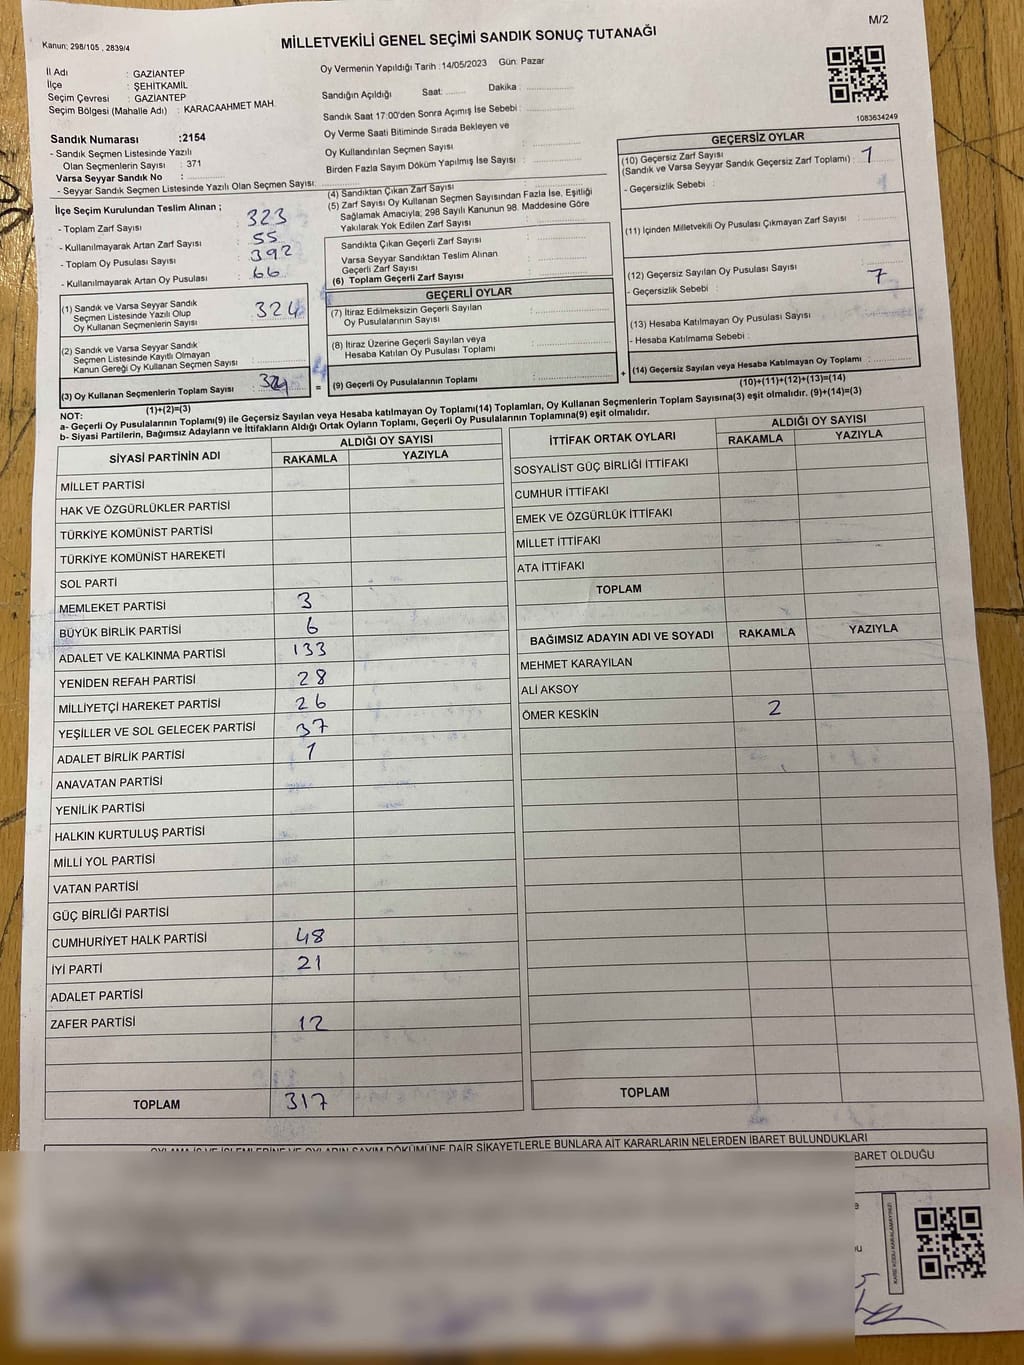 M/2
Kanun; 298/105 , 2839/4
MİLLETVEKİLİ GENEL SEÇİMİ SANDIK SONUÇ TUTANAĞI
İl Adı : GAZİANTEP
İlçe : ŞEHİTKAMİL
Seçim Çevresi : GAZİANTEP
Seçim Bölgesi (Mahalle Adı) : KARACAAHMET MAH.
Sandık Numarası :2154
- Sandık Seçmen Listesinde Yazılı
Olan Seçmenlerin Sayısı : 371
Varsa Seyyar Sandık No :
- Seyyar Sandık Seçmen Listesinde Yazılı Olan Seçmen Sayısı:
Oy Vermenin Yapıldığı Tarih :14/05/2023 Gün: Pazar
Sandığın Açıldığı Saat: Dakika :
Sandık Saat 17:00'den Sonra Açımış İse Sebebi :
Oy Verme Saati Bitiminde Sırada Bekleyen ve
Oy Kullandırılan Seçmen Sayısı :
Birden Fazla Sayım Döküm Yapılmış İse Sayısı :
1083634249
İlçe Seçim Kurulundan Teslim Alınan ;
- Toplam Zarf Sayısı : 323
- Kullanılmayarak Artan Zarf Sayısı : 55
- Toplam Oy Pusulası Sayısı : 392
- Kullanılmayarak Artan Oy Pusulası : 66
(1) Sandık ve Varsa Seyyar Sandık
Seçmen Listesinde Yazılı Olup
Oy Kullanan Seçmenlerin Sayısı : 324
(2) Sandık ve Varsa Seyyar Sandık
Seçmen Listesinde Kayıtlı Olmayan
Kanun Gereği Oy Kullanan Seçmen Sayısı :
(3) Oy Kullanan Seçmenlerin Toplam Sayısı : 324 =
(1)+(2)=(3)
(4) Sandıktan Çıkan Zarf Sayısı :
(5) Zarf Sayısı Oy Kullanan Seçmen Sayısından Fazla İse, Eşitliği
Sağlamak Amacıyla; 298 Sayılı Kanunun 98. Maddesine Göre
Yakılarak Yok Edilen Zarf Sayısı :
Sandıkta Çıkan Geçerli Zarf Sayısı :
Varsa Seyyar Sandıktan Teslim Alınan
Geçerli Zarf Sayısı :
(6) Toplam Geçerli Zarf Sayısı :
GEÇERLİ OYLAR
(7) İtiraz Edilmeksizin Geçerli Sayılan
Oy Pusulalarının Sayısı :
(8) İtiraz Üzerine Geçerli Sayılan veya
Hesaba Katılan Oy Pusulası Toplamı :
(9) Geçerli Oy Pusulalarının Toplamı : +
GEÇERSİZ OYLAR
(10) Geçersiz Zarf Sayısı
(Sandık ve Varsa Seyyar Sandık Geçersiz Zarf Toplamı) : 1
- Geçersizlik Sebebi :
(11) İçinden Milletvekili Oy Pusulası Çıkmayan Zarf Sayısı :
(12) Geçersiz Sayılan Oy Pusulası Sayısı : 7
- Geçersizlik Sebebi :
(13) Hesaba Katılmayan Oy Pusulası Sayısı :
- Hesaba Katılmama Sebebi :
(14) Geçersiz Sayılan veya Hesaba Katılmayan Oy Toplamı :
(10)+(11)+(12)+(13)=(14)
NOT:
a- Geçerli Oy Pusulalarının Toplamı(9) ile Geçersiz Sayılan veya Hesaba Katılmayan Oy Toplamı(14) Toplamları, Oy Kullanan Seçmenlerin Toplam Sayısına(3) eşit olmalıdır. (9)+(14)=(3)
b- Siyasi Partilerin, Bağımsız Adayların ve İttifakların Aldığı Ortak Oyların Toplamı, Geçerli Oy Pusulalarının Toplamına(9) eşit olmalıdır.
SİYASİ PARTİNİN ADI ALDIĞI OY SAYISI
RAKAMLA YAZIYLA
MİLLET PARTİSİ
HAK VE ÖZGÜRLÜKLER PARTİSİ
TÜRKİYE KOMÜNİST PARTİSİ
TÜRKİYE KOMÜNİST HAREKETİ
SOL PARTİ
MEMLEKET PARTİSİ 3
BÜYÜK BİRLİK PARTİSİ 6
ADALET VE KALKINMA PARTİSİ 133
YENİDEN REFAH PARTİSİ 28
MİLLİYETÇİ HAREKET PARTİSİ 26
YEŞİLLER VE SOL GELECEK PARTİSİ 37
ADALET BİRLİK PARTİSİ 1
ANAVATAN PARTİSİ
YENİLİK PARTİSİ
HALKIN KURTULUŞ PARTİSİ
MİLLİ YOL PARTİSİ
VATAN PARTİSİ
GÜÇ BİRLİĞİ PARTİSİ
CUMHURİYET HALK PARTİSİ 48
İYİ PARTİ 21
ADALET PARTİSİ
ZAFER PARTİSİ 12
TOPLAM 317
İTTİFAK ORTAK OYLARI ALDIĞI OY SAYISI
RAKAMLA YAZIYLA
SOSYALİST GÜÇ BİRLİĞİ İTTİFAKI
CUMHUR İTTİFAKI
EMEK VE ÖZGÜRLÜK İTTİFAKI
MİLLET İTTİFAKI
ATA İTTİFAKI
TOPLAM
BAĞIMSIZ ADAYIN ADI VE SOYADI RAKAMLA YAZIYLA
MEHMET KARAYILAN
ALİ AKSOY
ÖMER KESKİN 2
TOPLAM
OYLAMA İŞ VE İŞLEMLERİNE VE OYLARIN SAYIM DÖKÜMÜNE DAİR ŞİKAYETLERLE BUNLARA AİT KARARLARIN NELERDEN İBARET BULUNDUKLARI
BARET OLDUĞU
KARE KODU KARALAMAYINIZ!